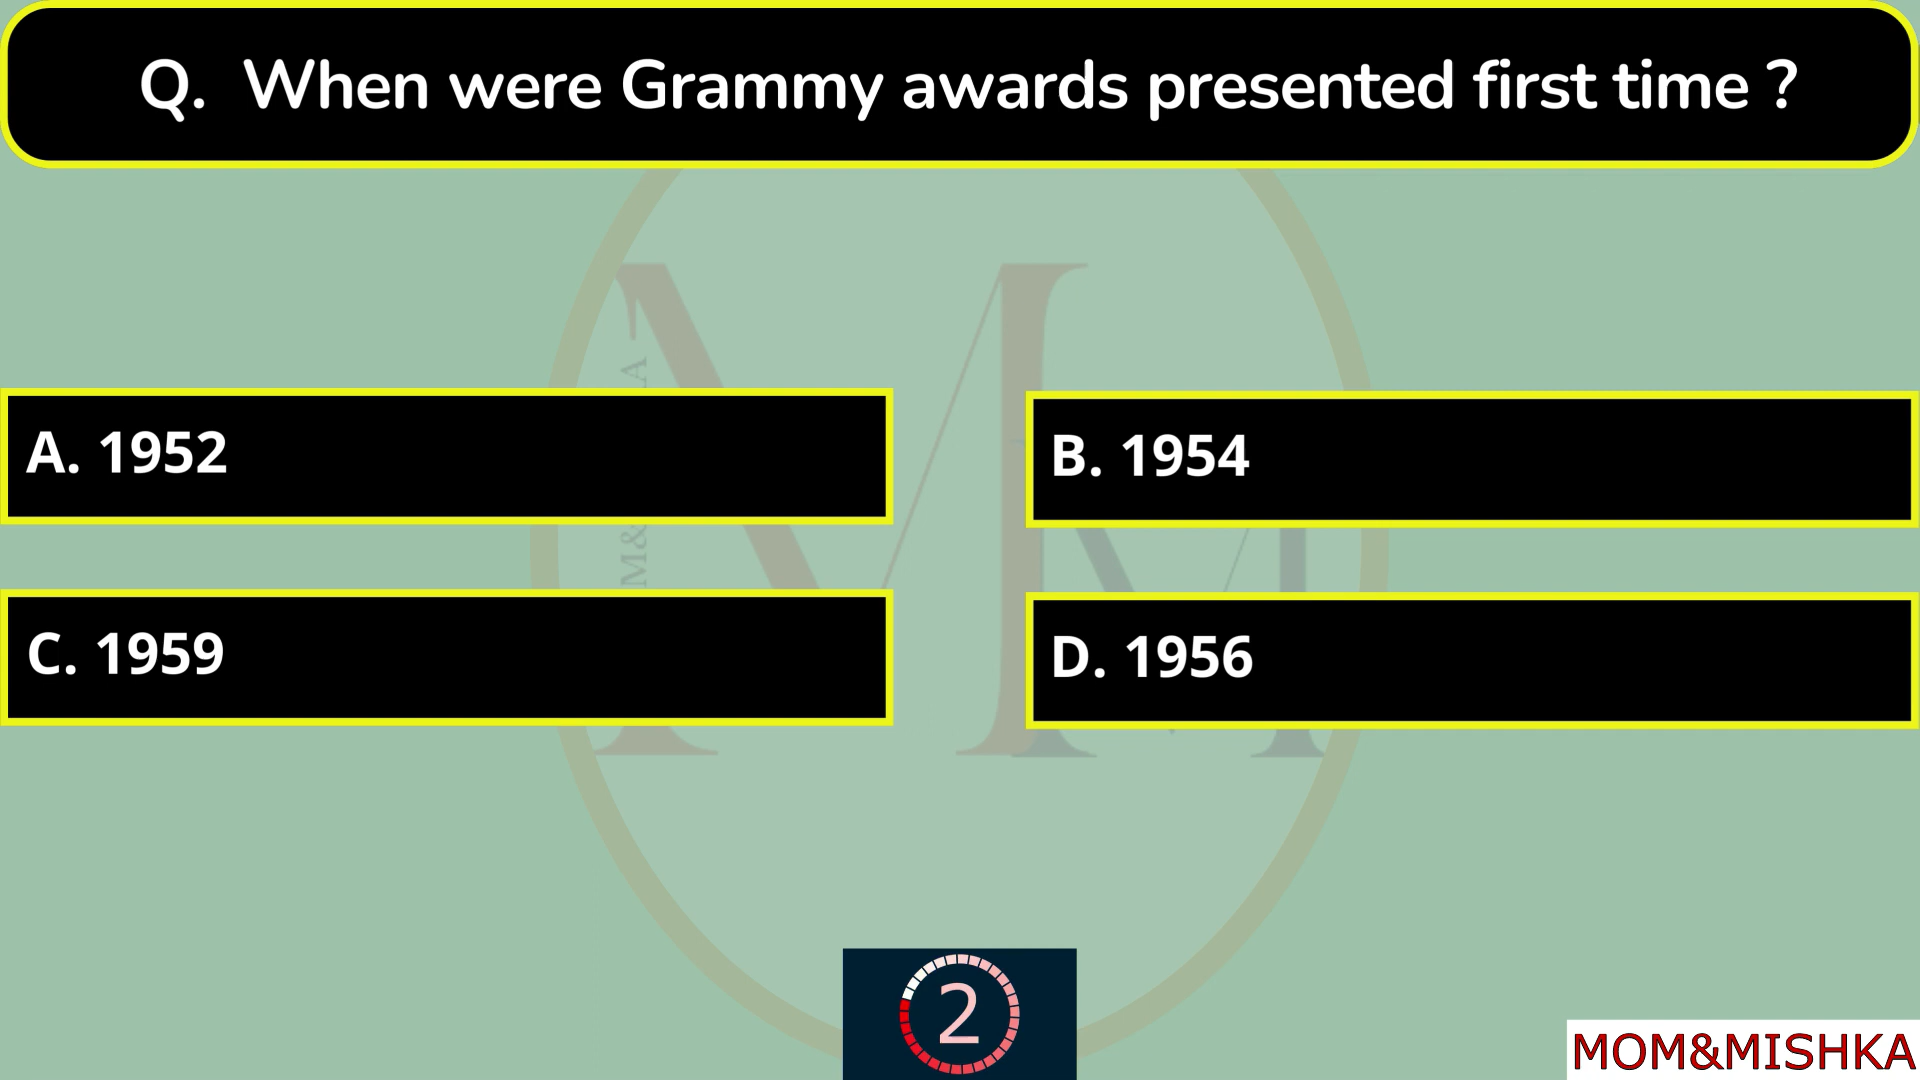 Q. When were Grammy awards presented first time ?
A. 1952
B. 1954
C. 1959
D. 1956
2
MOM&MISHKA